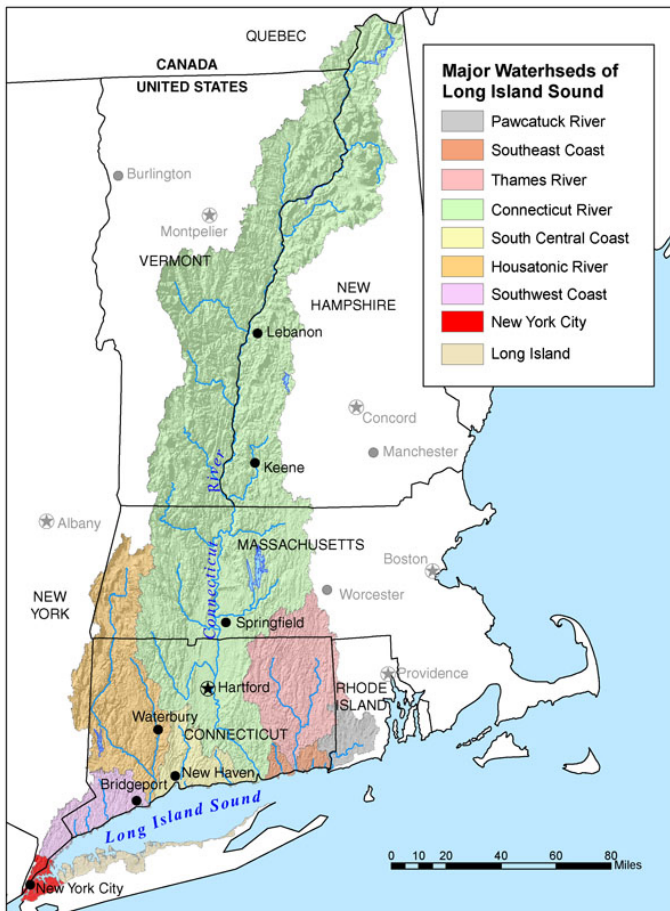 QUEBEC
CANADA
UNITED STATES
Major Waterhseds of
Long Island Sound
Pawcatuck River
Southeast Coast
Thames River
Connecticut River
South Central Coast
Housatonic River
Southwest Coast
New York City
Long Island
Burlington
Montpelier
VERMONT
NEW
HAMPSHIRE
Lebanon
Concord
Manchester
Keene
Connecticut River
Albany
MASSACHUSETTS
Boston
NEW
YORK
Worcester
Springfield
Providence
Hartford
RHODE
ISLAND
Waterbury
CONNECTICUT
New Haven
Bridgeport
Long Island Sound
0 10 20 40 60 80
Miles
New York City